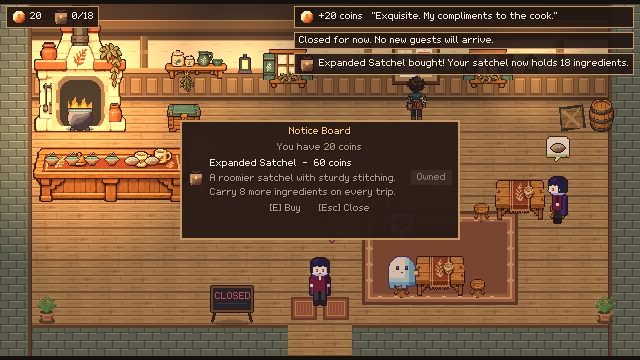 20 0/18
+20 coins "Exquisite. My compliments to the cook."
Closed for now. No new guests will arrive.
Expanded Satchel bought! Your satchel now holds 18 ingredients.
Notice Board
You have 20 coins
Expanded Satchel - 60 coins
A roomier satchel with sturdy stitching.
Carry 8 more ingredients on every trip.
Owned
[E] Buy [Esc] Close
CLOSED